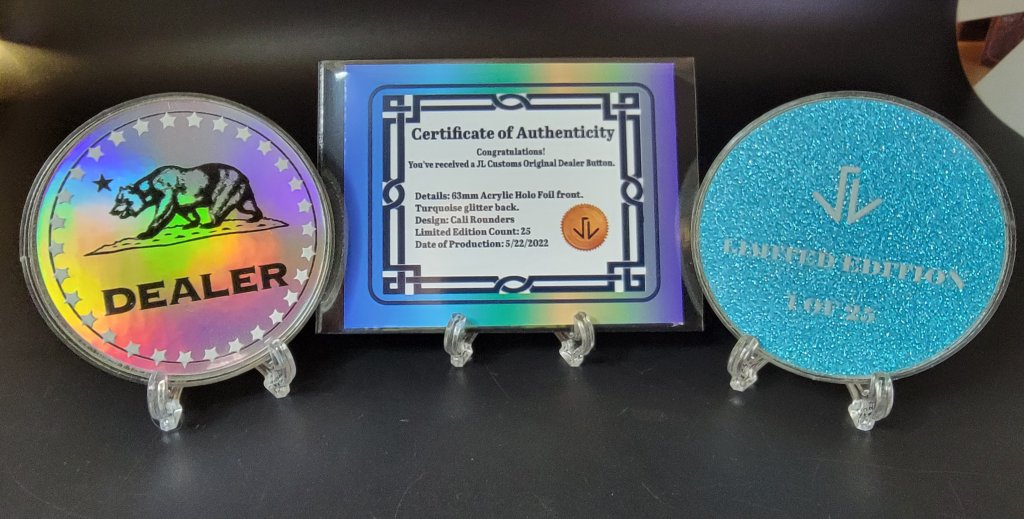 DEALER
Certificate of Authenticity
Congratulations!
You've received a JL Customs Original Dealer Button.
Details: 63mm Acrylic Holo Foil front.
Turquoise glitter back.
Design: Cali Rounders
Limited Edition Count: 25
Date of Production: 5/22/2022
LIMITED EDITION
1 OF 25